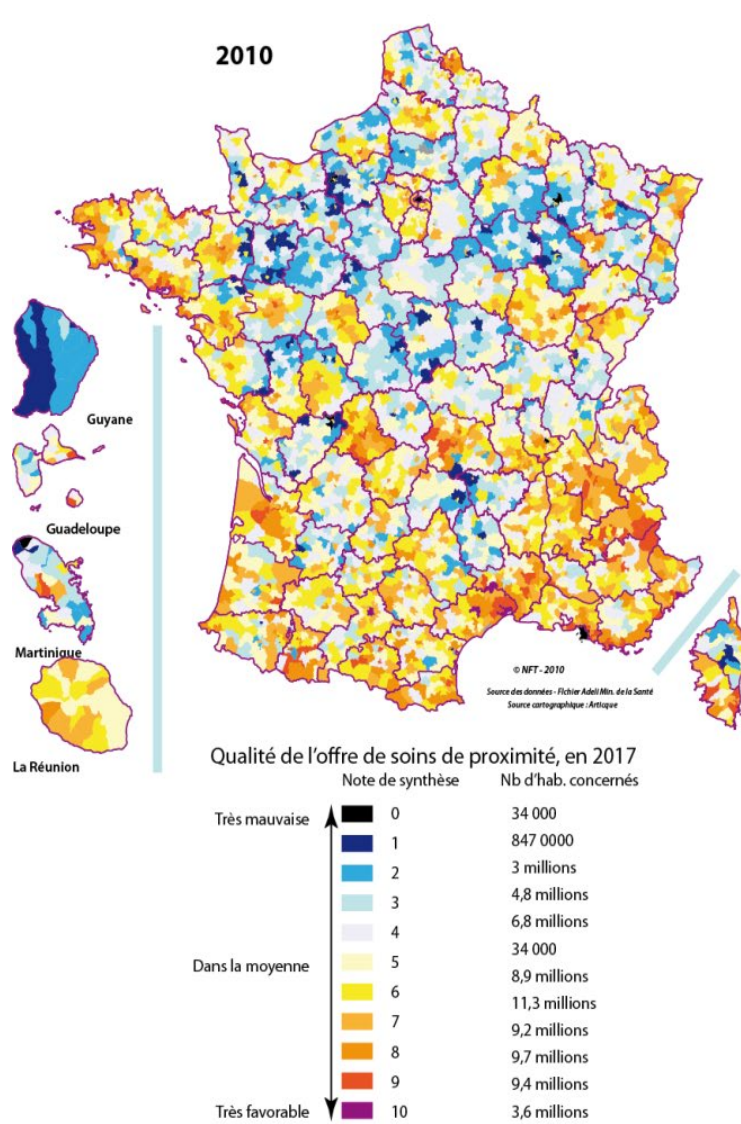 2010
Guyane
Guadeloupe
Martinique
La Réunion
© NFT - 2010
Source des données - Fichier Adeli Min. de la Santé
Source cartographique : Articque
Qualité de l'offre de soins de proximité, en 2017
Note de synthèse Nb d'hab. concernés
Très mauvaise 0 34 000
1 847 0000
2 3 millions
3 4,8 millions
4 6,8 millions
34 000
Dans la moyenne 5 8,9 millions
6 11,3 millions
7 9,2 millions
8 9,7 millions
9 9,4 millions
Très favorable 10 3,6 millions